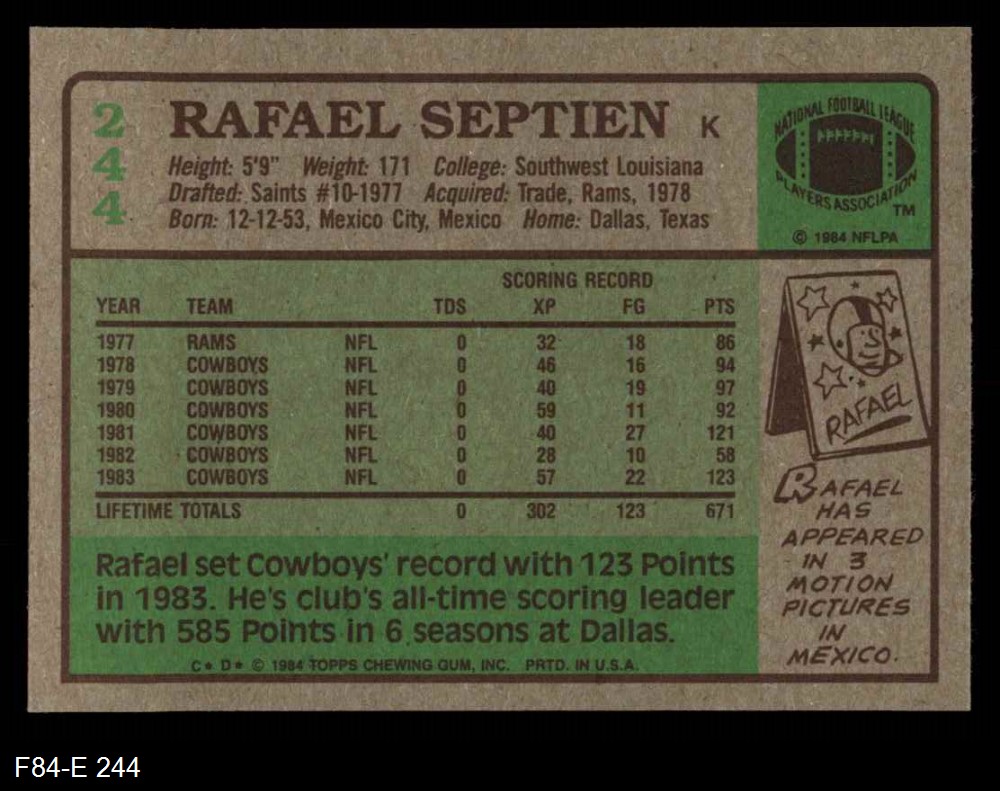 244
RAFAEL SEPTIEN K
Height: 5'9" Weight: 171 College: Southwest Louisiana
Drafted: Saints #10-1977 Acquired: Trade, Rams, 1978
Born: 12-12-53, Mexico City, Mexico Home: Dallas, Texas
NATIONAL FOOTBALL LEAGUE
PLAYERS ASSOCIATION
TM
© 1984 NFLPA
SCORING RECORD
YEAR TEAM TDS XP FG PTS
1977 RAMS NFL 0 32 18 86
1978 COWBOYS NFL 0 46 16 94
1979 COWBOYS NFL 0 40 19 97
1980 COWBOYS NFL 0 59 11 92
1981 COWBOYS NFL 0 40 27 121
1982 COWBOYS NFL 0 28 10 58
1983 COWBOYS NFL 0 57 22 123
LIFETIME TOTALS 0 302 123 671
Rafael set Cowboys' record with 123 Points
in 1983. He's club's all-time scoring leader
with 585 Points in 6 seasons at Dallas.
C* D* © 1984 TOPPS CHEWING GUM, INC. PRTD. IN U.S.A.
RAFAEL
RAFAEL
HAS
APPEARED
IN 3
MOTION
PICTURES
IN
MEXICO.
F84-E 244